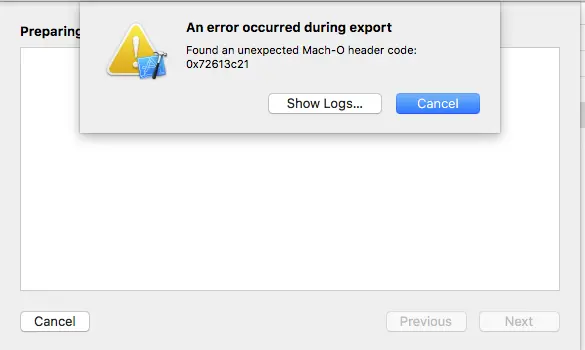 An error occurred during export
Found an unexpected Mach-O header code:
0x72613c21
Show Logs... Cancel
Preparing
Cancel Previous Next